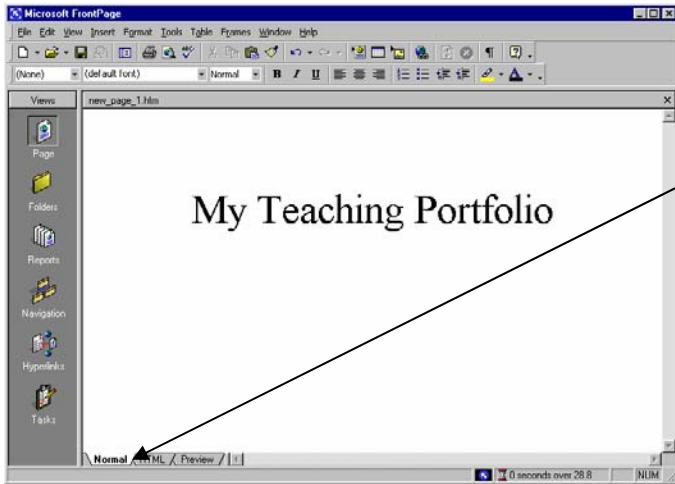 Microsoft FrontPage
File Edit View Insert Format Tools Table Frames Window Help
(None) (default font) Normal B I U A
Views new_page_1.htm
Page
My Teaching Portfolio
Folders
Reports
Navigation
Hyperlinks
Tasks
Normal HTML Preview
0 seconds over 28.8 NUM